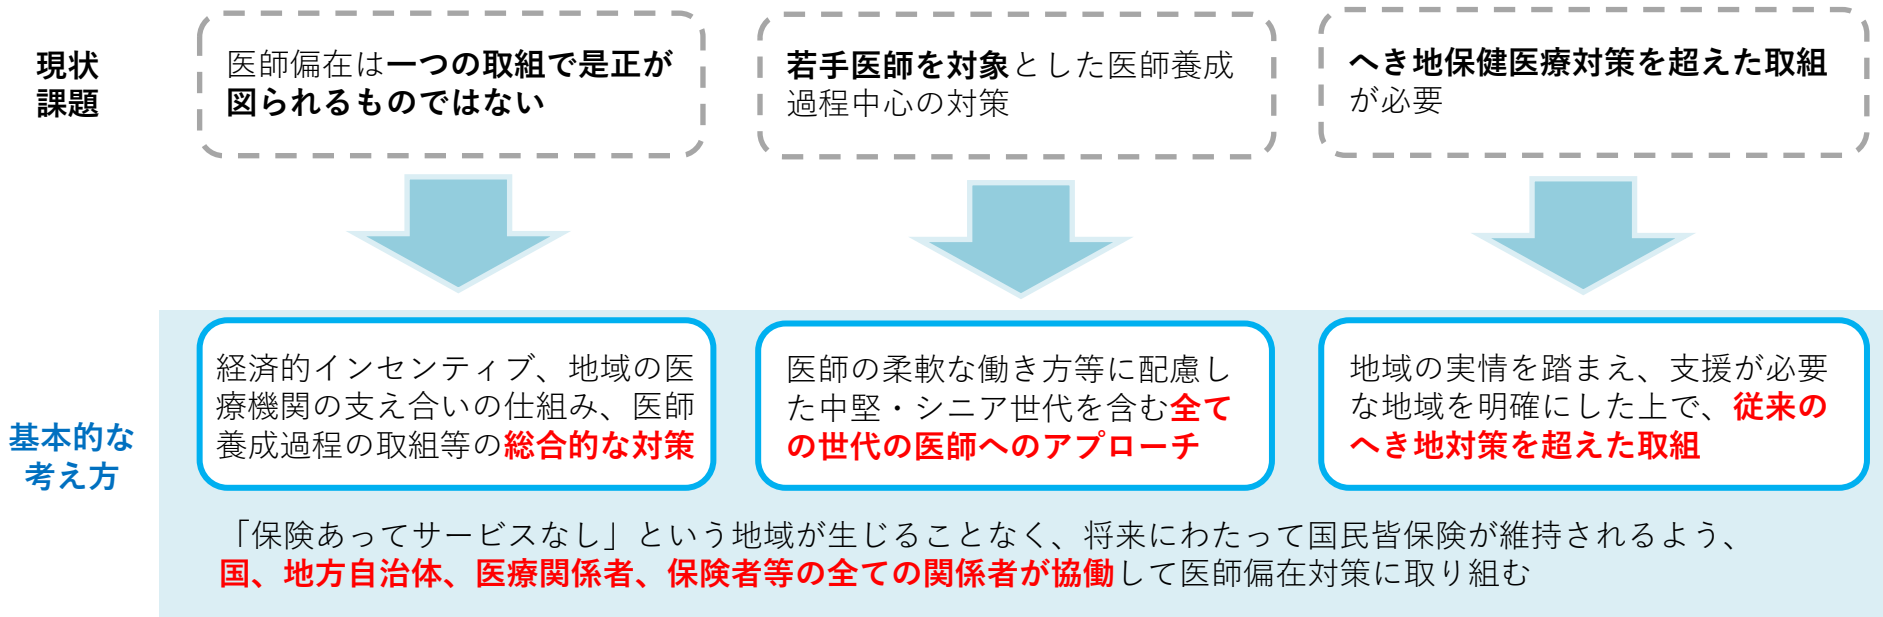 現状
課題
医師偏在は一つの取組で是正が
図られるものではない
若手医師を対象とした医師養成
過程中心の対策
へき地保健医療対策を超えた取組
が必要
基本的な
考え方
経済的インセンティブ、地域の医
療機関の支え合いの仕組み、医師
養成過程の取組等の総合的な対策
医師の柔軟な働き方等に配慮し
た中堅・シニア世代を含む全て
の世代の医師へのアプローチ
地域の実情を踏まえ、支援が必要
な地域を明確にした上で、従来の
へき地対策を超えた取組
「保険あってサービスなし」という地域が生じることなく、将来にわたって国民皆保険が維持されるよう、
国、地方自治体、医療関係者、保険者等の全ての関係者が協働して医師偏在対策に取り組む